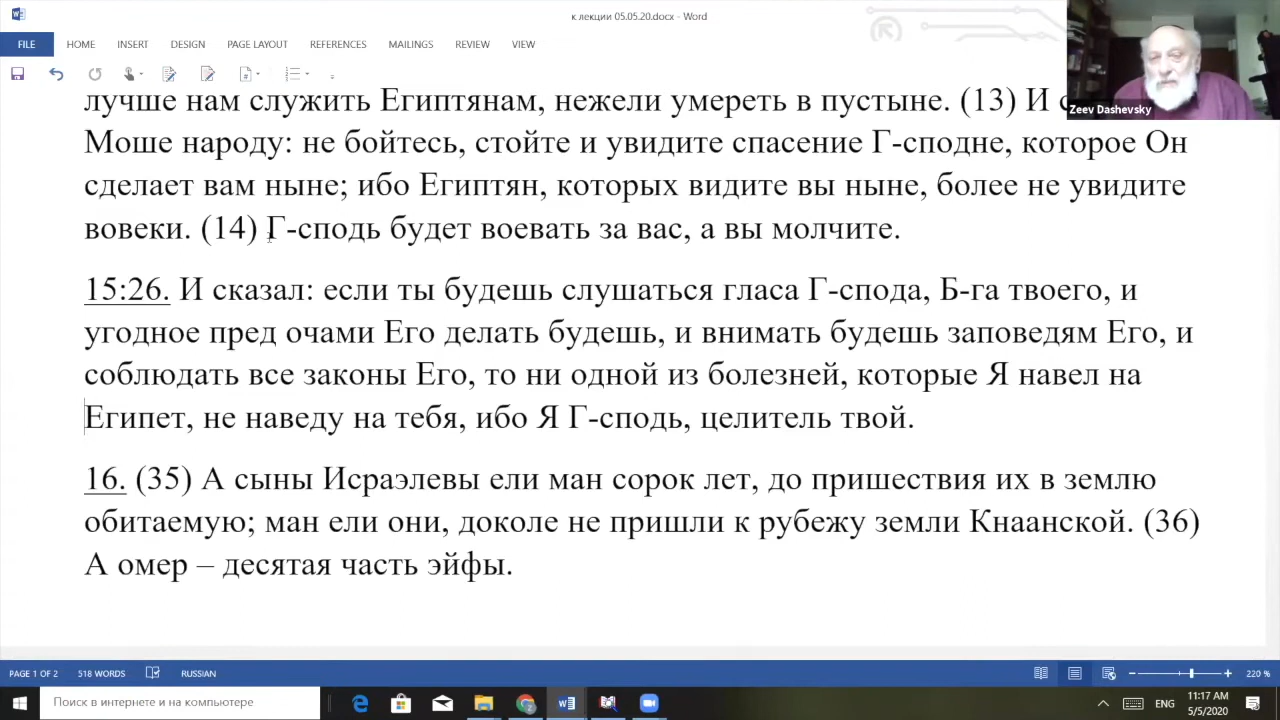 к лекции 05.05.20.docx - Word
FILE HOME INSERT DESIGN PAGE LAYOUT REFERENCES MAILINGS REVIEW VIEW
Zeev Dashevsky
лучше нам служить Египтянам, нежели умереть в пустыне. (13) И
Моше народу: не бойтесь, стойте и увидите спасение Г-сподне, которое Он
сделает вам ныне; ибо Египтян, которых видите вы ныне, более не увидите
вовеки. (14) Г-сподь будет воевать за вас, а вы молчите.
15:26. И сказал: если ты будешь слушаться гласа Г-спода, Б-га твоего, и
угодное пред очами Его делать будешь, и внимать будешь заповедям Его, и
соблюдать все законы Его, то ни одной из болезней, которые Я навел на
Египет, не наведу на тебя, ибо Я Г-сподь, целитель твой.
16. (35) А сыны Исраэлевы ели ман сорок лет, до пришествия их в землю
обитаемую; ман ели они, доколе не пришли к рубежу земли Кнаанской. (36)
А омер – десятая часть эйфы.
PAGE 1 OF 2 518 WORDS RUSSIAN 220 %
Поиск в интернете и на компьютере ENG 11:17 AM
5/5/2020